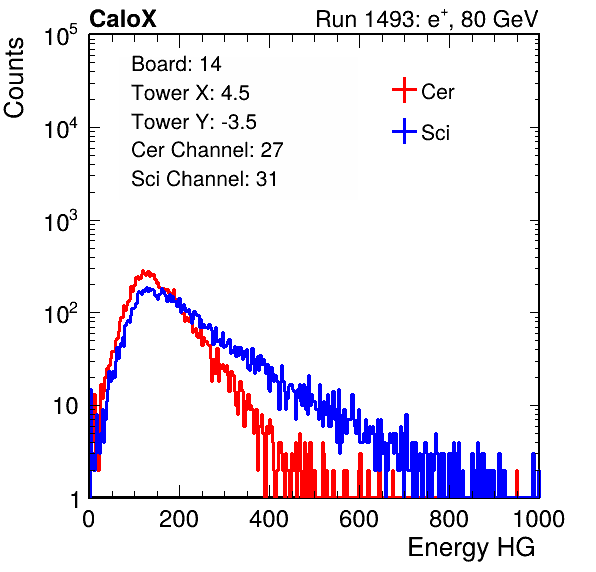 CaloX Run 1493: e⁺, 80 GeV
Counts
10⁵
10⁴
10³
10²
10
1
Board: 14
Tower X: 4.5
Tower Y: -3.5
Cer Channel: 27
Sci Channel: 31
Cer
Sci
0 200 400 600 800 1000
Energy HG